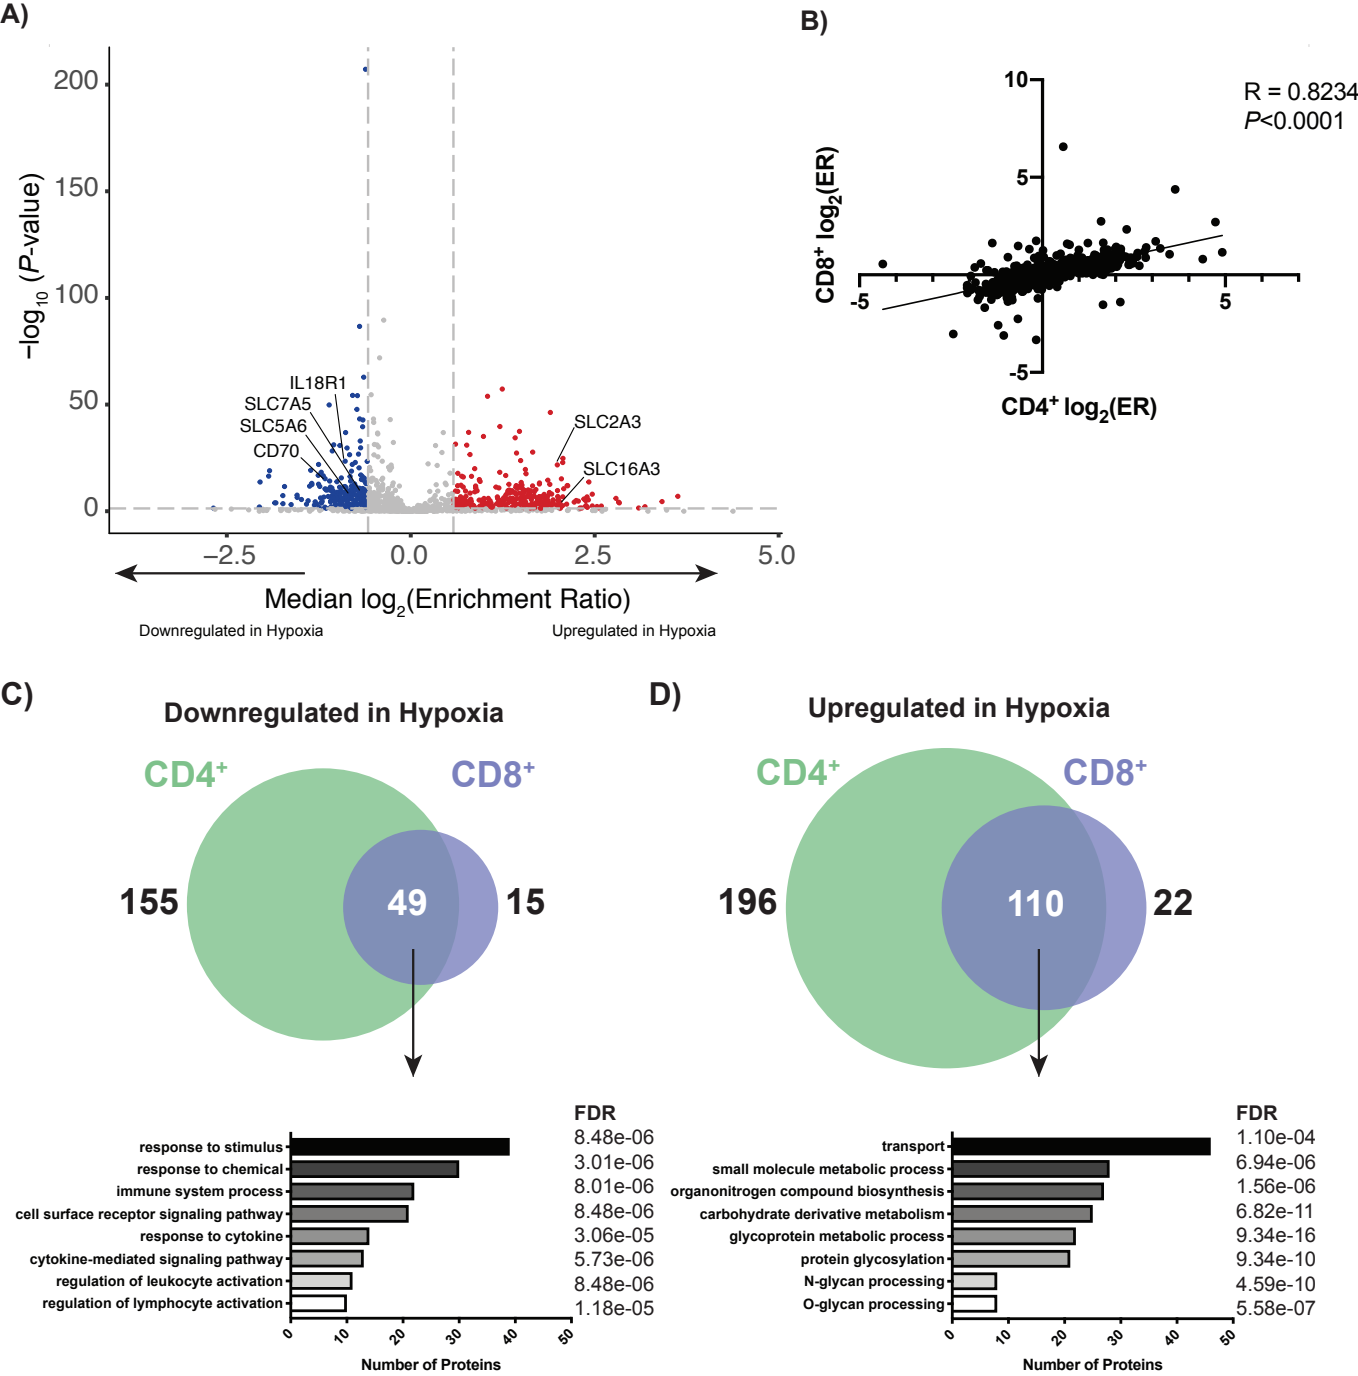 A)
200
150
100
50
0
−log10 (P-value)
IL18R1
SLC7A5
SLC5A6
CD70
SLC2A3
SLC16A3
−2.5 0.0 2.5 5.0
Median log2(Enrichment Ratio)
Downregulated in Hypoxia Upregulated in Hypoxia
B)
R = 0.8234
P<0.0001
10
5
-5 5
-5
CD8+ log2(ER)
CD4+ log2(ER)
C)
Downregulated in Hypoxia
CD4+ CD8+
155 49 15
FDR
response to stimulus 8.48e-06
response to chemical 3.01e-06
immune system process 8.01e-06
cell surface receptor signaling pathway 8.48e-06
response to cytokine 3.06e-05
cytokine-mediated signaling pathway 5.73e-06
regulation of leukocyte activation 8.48e-06
regulation of lymphocyte activation 1.18e-05
0 10 20 30 40 50
Number of Proteins
D)
Upregulated in Hypoxia
CD4+ CD8+
196 110 22
FDR
transport 1.10e-04
small molecule metabolic process 6.94e-06
organonitrogen compound biosynthesis 1.56e-06
carbohydrate derivative metabolism 6.82e-11
glycoprotein metabolic process 9.34e-16
protein glycosylation 9.34e-10
N-glycan processing 4.59e-10
O-glycan processing 5.58e-07
0 10 20 30 40 50
Number of Proteins